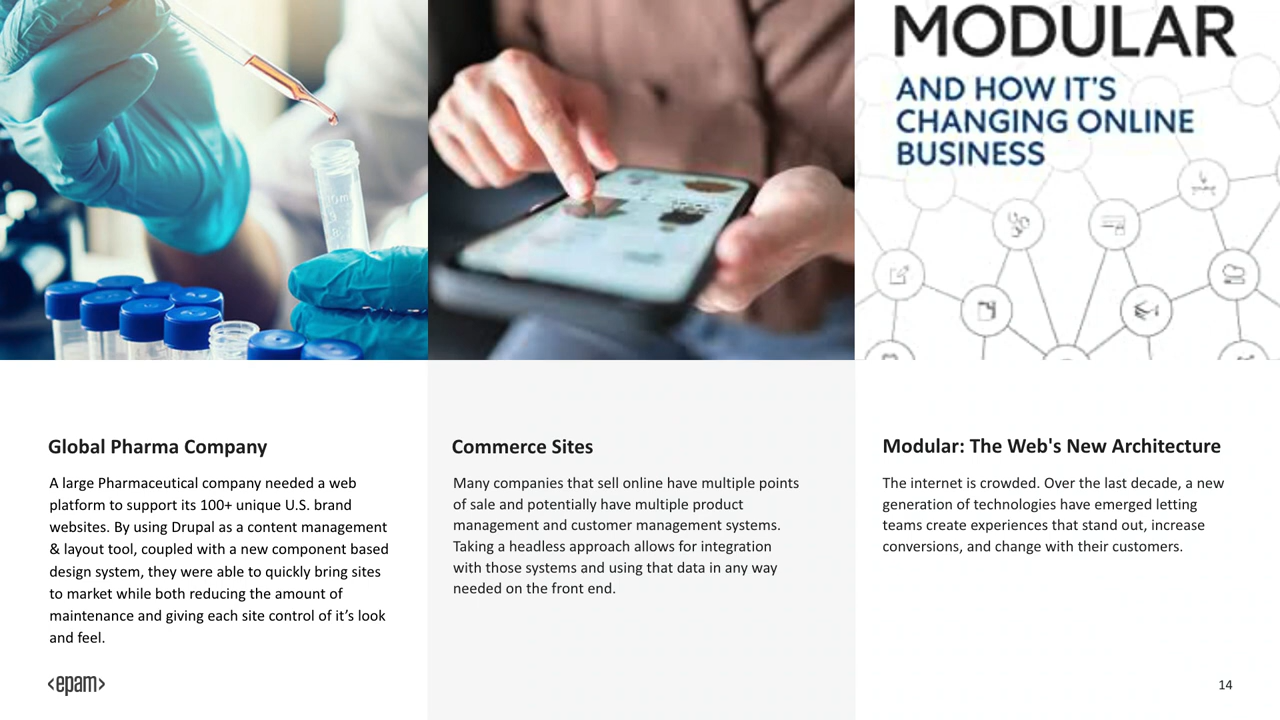 MODULAR
AND HOW IT'S
CHANGING ONLINE
BUSINESS
Global Pharma Company
A large Pharmaceutical company needed a web
platform to support its 100+ unique U.S. brand
websites. By using Drupal as a content management
& layout tool, coupled with a new component based
design system, they were able to quickly bring sites
to market while both reducing the amount of
maintenance and giving each site control of it’s look
and feel.
Commerce Sites
Many companies that sell online have multiple points
of sale and potentially have multiple product
management and customer management systems.
Taking a headless approach allows for integration
with those systems and using that data in any way
needed on the front end.
Modular: The Web's New Architecture
The internet is crowded. Over the last decade, a new
generation of technologies have emerged letting
teams create experiences that stand out, increase
conversions, and change with their customers.
<epam>
14